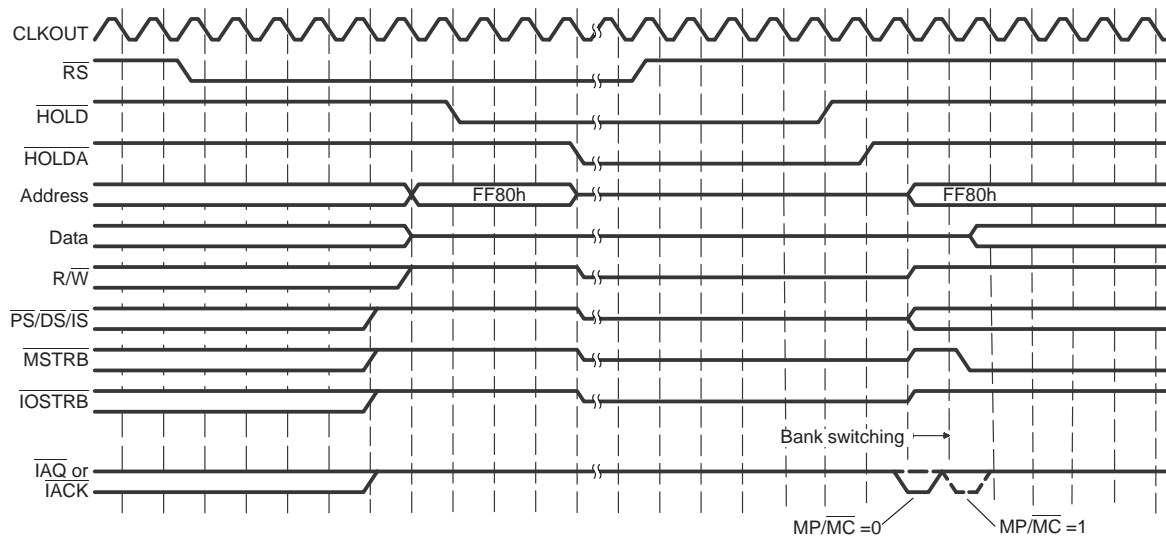 CLKOUT
RS
HOLD
HOLDA
Address FF80h FF80h
Data
R/W
PS/DS/IS
MSTRB
IOSTRB
Bank switching
IAQ or
IACK
MP/MC =0 MP/MC =1